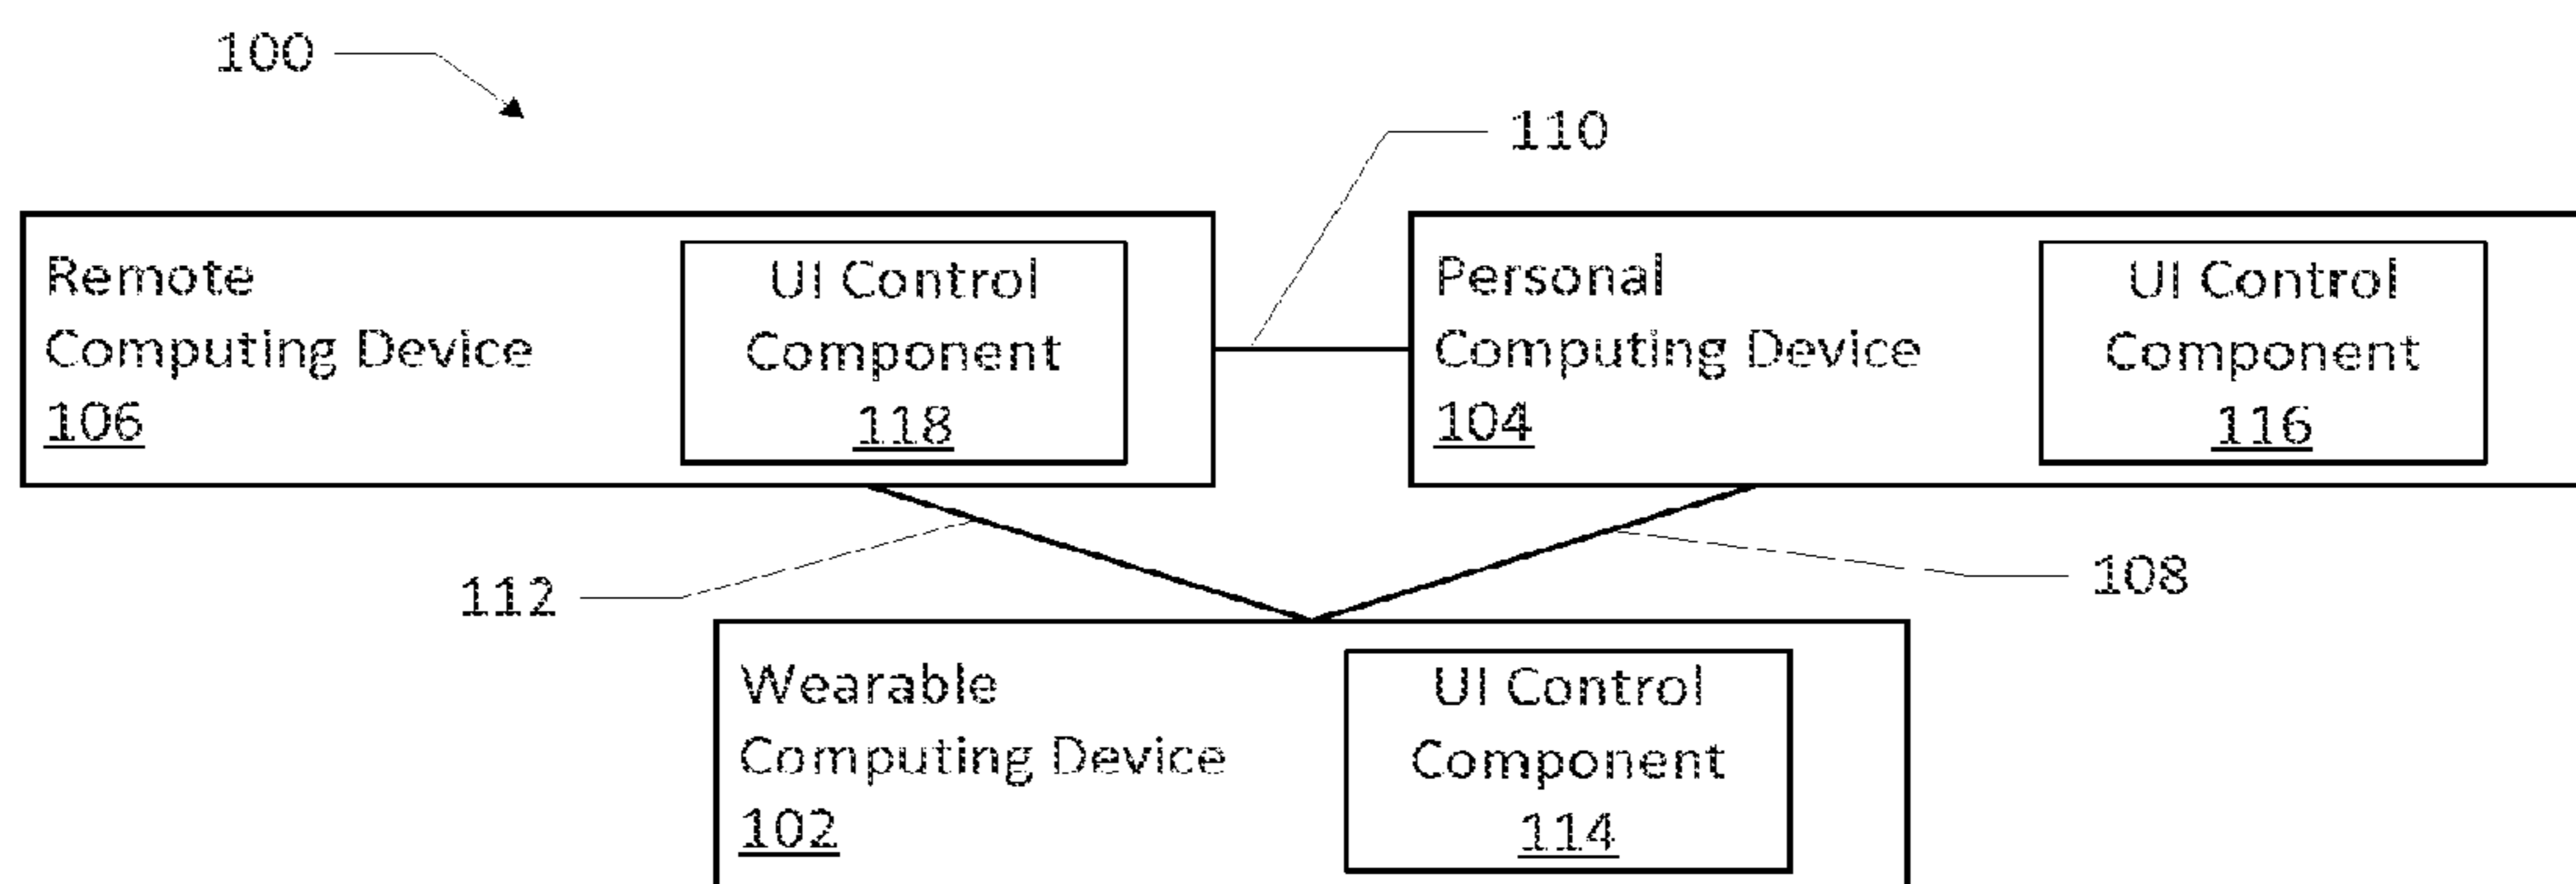 100
110
Remote
Computing Device
106
UI Control
Component
118
Personal
Computing Device
104
UI Control
Component
116
112
108
Wearable
Computing Device
102
UI Control
Component
114